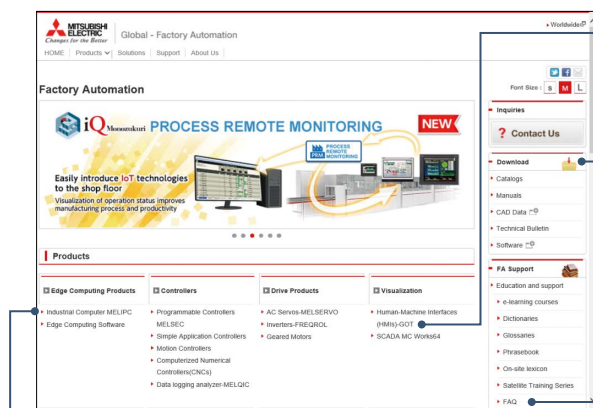 MITSUBISHI
ELECTRIC
Changes for the Better
Global - Factory Automation
Worldwide
HOME
Products
Solutions
Support
About Us
Font Size :
S
M
L
Factory Automation
iQ Monozukuri PROCESS REMOTE MONITORING
NEW
PRM
PROCESS
REMOTE
MONITORING
Easily introduce IoT technologies
to the shop floor
Visualization of operation status improves
manufacturing process and productivity
Products
Edge Computing Products
Industrial Computer MELIPC
Edge Computing Software
Controllers
Programmable Controllers
MELSEC
Simple Application Controllers
Motion Controllers
Computerized Numerical
Controllers(CNCs)
Data logging analyzer-MELQIC
Drive Products
AC Servos-MELSERVO
Inverters-FREQROL
Geared Motors
Visualization
Human-Machine Interfaces
(HMIs)-GOT
SCADA MC Works64
Inquiries
? Contact Us
Download
Catalogs
Manuals
CAD Data
Technical Bulletin
Software
FA Support
Education and support
e-learning courses
Dictionaries
Glossaries
Phrasebook
On-site lexicon
Satellite Training Series
FAQ